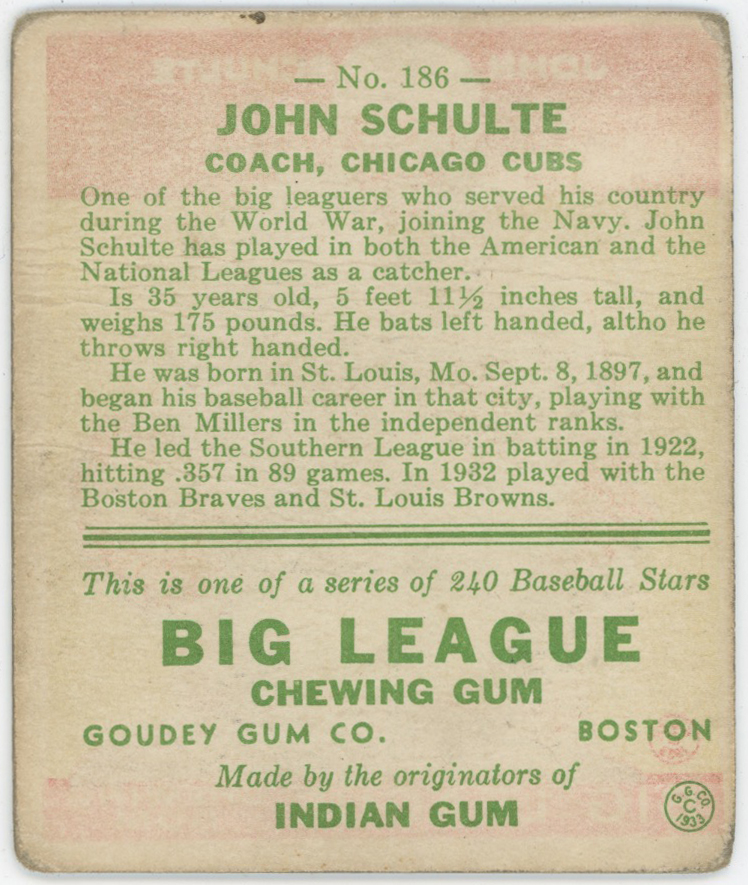 — No. 186 —
JOHN SCHULTE
COACH, CHICAGO CUBS
One of the big leaguers who served his country
during the World War, joining the Navy. John
Schulte has played in both the American and the
National Leagues as a catcher.
Is 35 years old, 5 feet 11½ inches tall, and
weighs 175 pounds. He bats left handed, altho he
throws right handed.
He was born in St. Louis, Mo. Sept. 8, 1897, and
began his baseball career in that city, playing with
the Ben Millers in the independent ranks.
He led the Southern League in batting in 1922,
hitting .357 in 89 games. In 1932 played with the
Boston Braves and St. Louis Browns.
This is one of a series of 240 Baseball Stars
BIG LEAGUE
CHEWING GUM
GOUDEY GUM CO. BOSTON
Made by the originators of
INDIAN GUM
G.G.CO.
C
1933